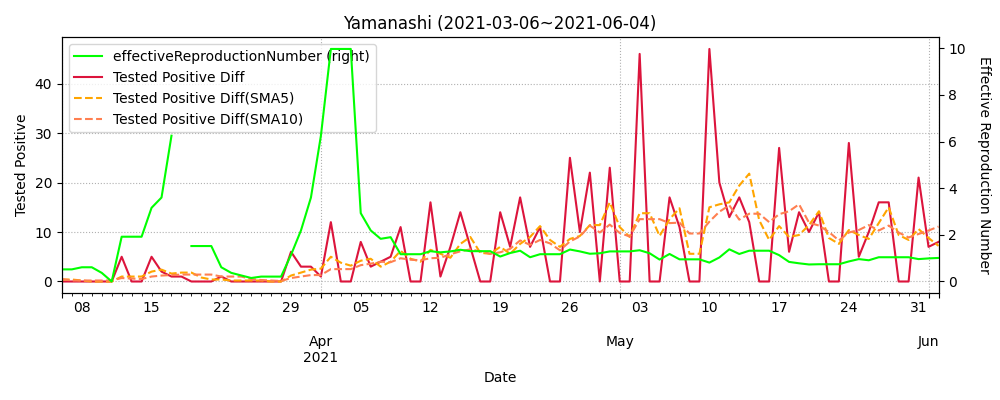 Yamanashi (2021-03-06~2021-06-04)
effectiveReproductionNumber (right)
Tested Positive Diff
Tested Positive Diff(SMA5)
Tested Positive Diff(SMA10)
Tested Positive
40
30
20
10
0
Effective Reproduction Number
10
8
6
4
2
0
08 15 22 29 05 12 19 26 03 10 17 24 31
Apr May Jun
2021
Date